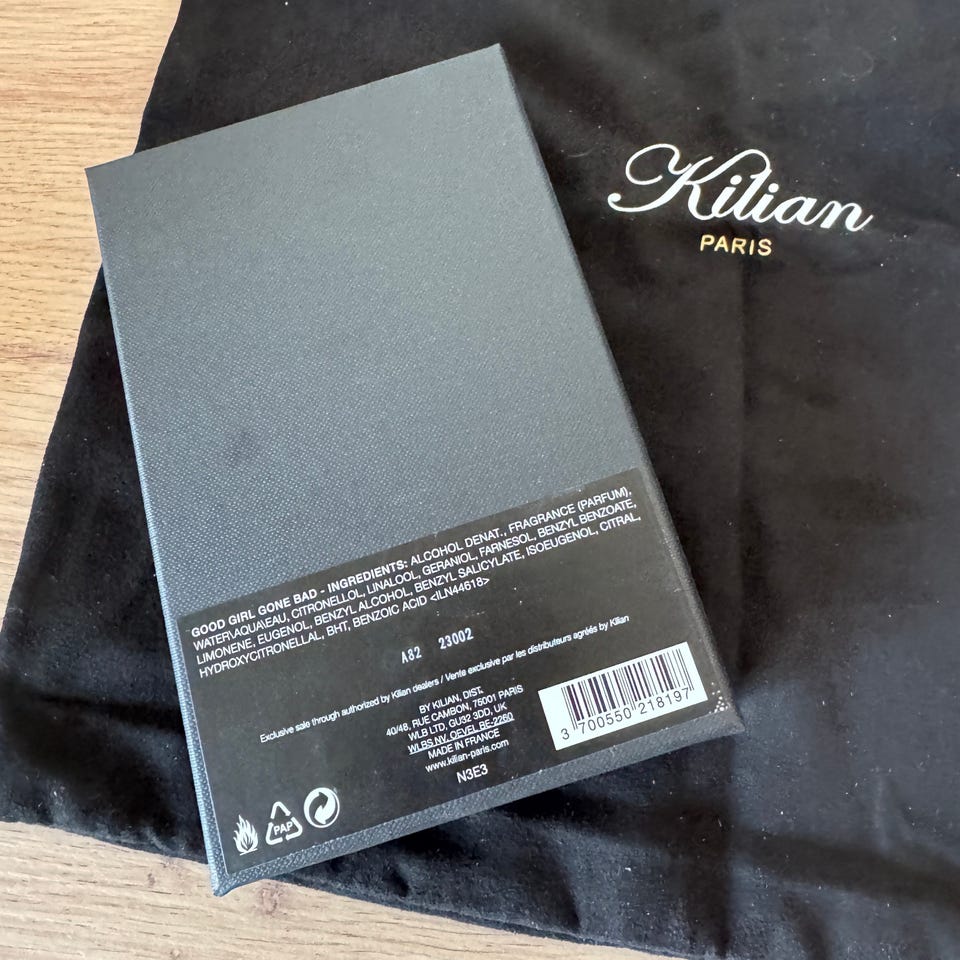 Kilian
PARIS
GOOD GIRL GONE BAD - INGREDIENTS: ALCOHOL DENAT., FRAGRANCE (PARFUM),
WATER\AQUA\EAU, CITRONELLOL, LINALOOL, GERANIOL, FARNESOL, BENZYL BENZOATE,
LIMONENE, EUGENOL, BENZYL ALCOHOL, BENZYL SALICYLATE, ISOEUGENOL, CITRAL,
HYDROXYCITRONELLAL, BHT, BENZOIC ACID <ILN44618>
A82 23002
Exclusive sale through authorized by Kilian dealers / Vente exclusive par les distributeurs agréés by Kilian
BY KILIAN, DIST.
40/48, RUE CAMBON, 75001 PARIS
WLB LTD, GU32 3DD, UK
WLBS NV, OEVEL BE-2260
MADE IN FRANCE
www.kilian-paris.com
N3E3
3 700550 218197
PAP